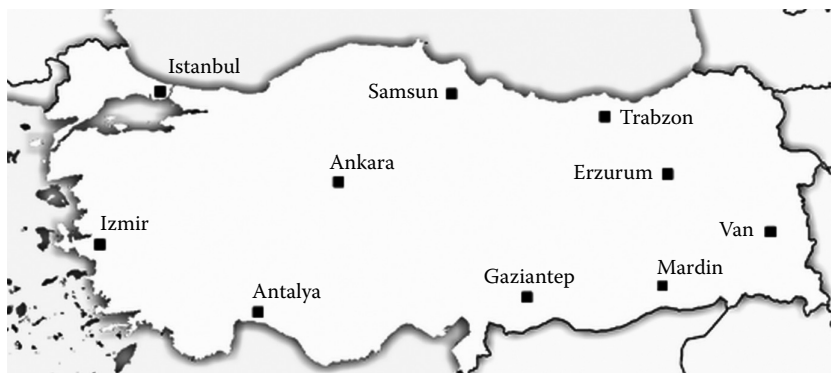 Istanbul
Samsun
Trabzon
Ankara
Erzurum
Izmir
Van
Gaziantep
Mardin
Antalya